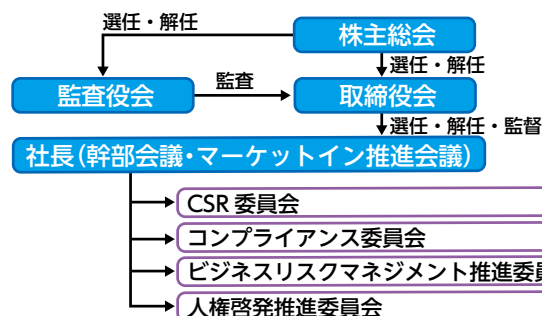 選任・解任
株主総会
選任・解任
監査役会
監査
取締役会
選任・解任・監督
社長(幹部会議・マーケットイン推進会議)
CSR 委員会
コンプライアンス委員会
ビジネスリスクマネジメント推進委員
人権啓発推進委員会